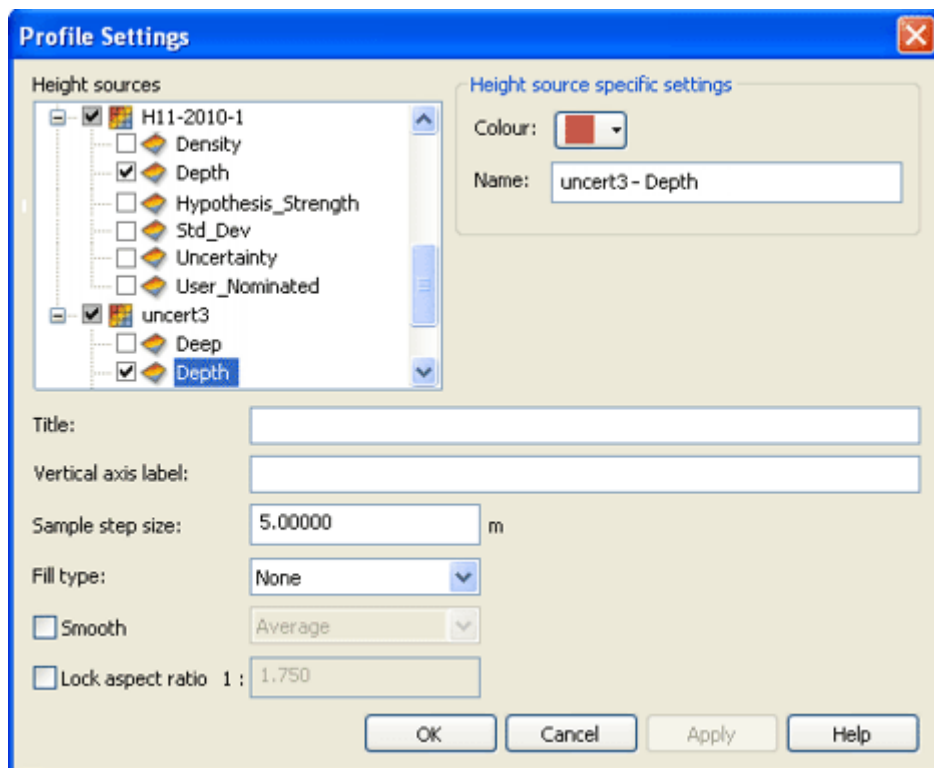 Profile Settings
Height sources
H11-2010-1
Density
Depth
Hypothesis_Strength
Std_Dev
Uncertainty
User_Nominated
uncert3
Deep
Depth
Height source specific settings
Colour:
Name: uncert3 - Depth
Title:
Vertical axis label:
Sample step size: 5.00000 m
Fill type: None
Smooth Average
Lock aspect ratio 1 : 1.750
OK Cancel Apply Help